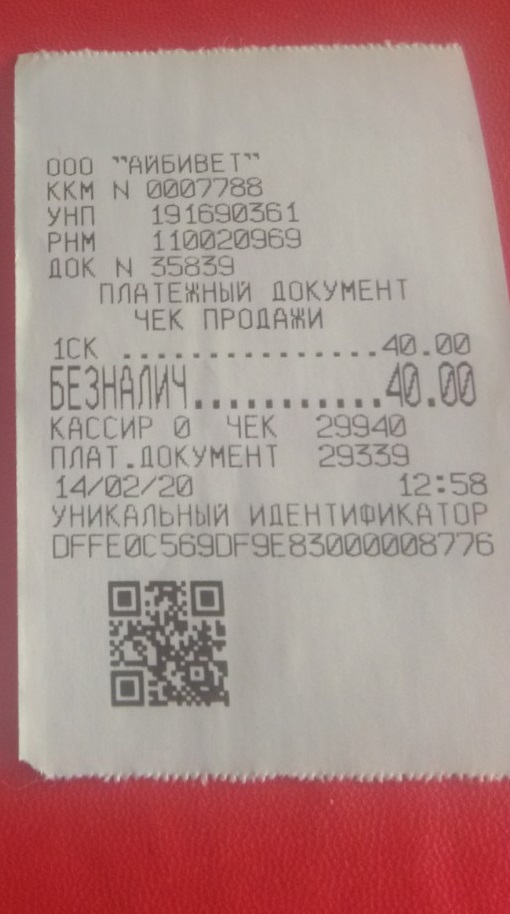 ООО "АЙБИВЕТ"
ККМ N 0007788
УНП 191690361
РНМ 110020969
ДОК N 35839
ПЛАТЕЖНЫЙ ДОКУМЕНТ
ЧЕК ПРОДАЖИ
1СК ...............40.00
БЕЗНАЛИЧ...........40.00
КАССИР 0 ЧЕК 29940
ПЛАТ.ДОКУМЕНТ 29339
14/02/20 12:58
УНИКАЛЬНЫЙ ИДЕНТИФИКАТОР
DFFE0C569DF9E83000008776